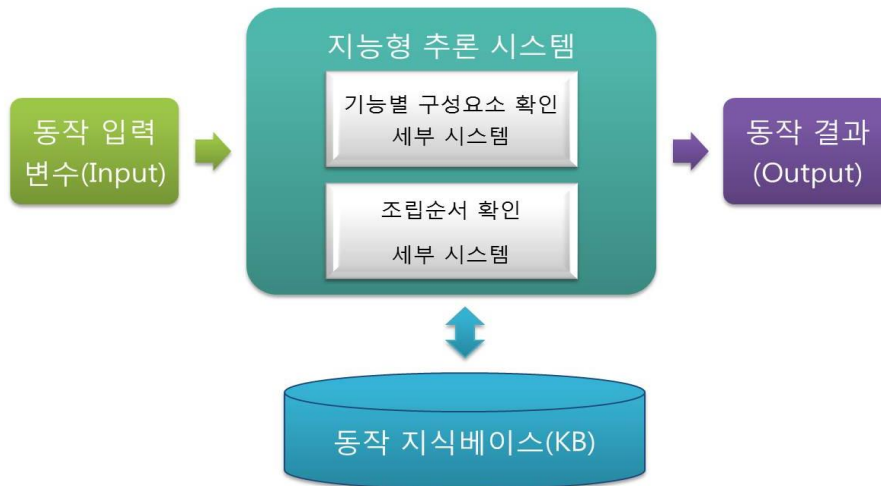 지능형 추론 시스템
기능별 구성요소 확인
세부 시스템
조립순서 확인
세부 시스템
동작 입력
변수(Input)
동작 결과
(Output)
동작 지식베이스(KB)